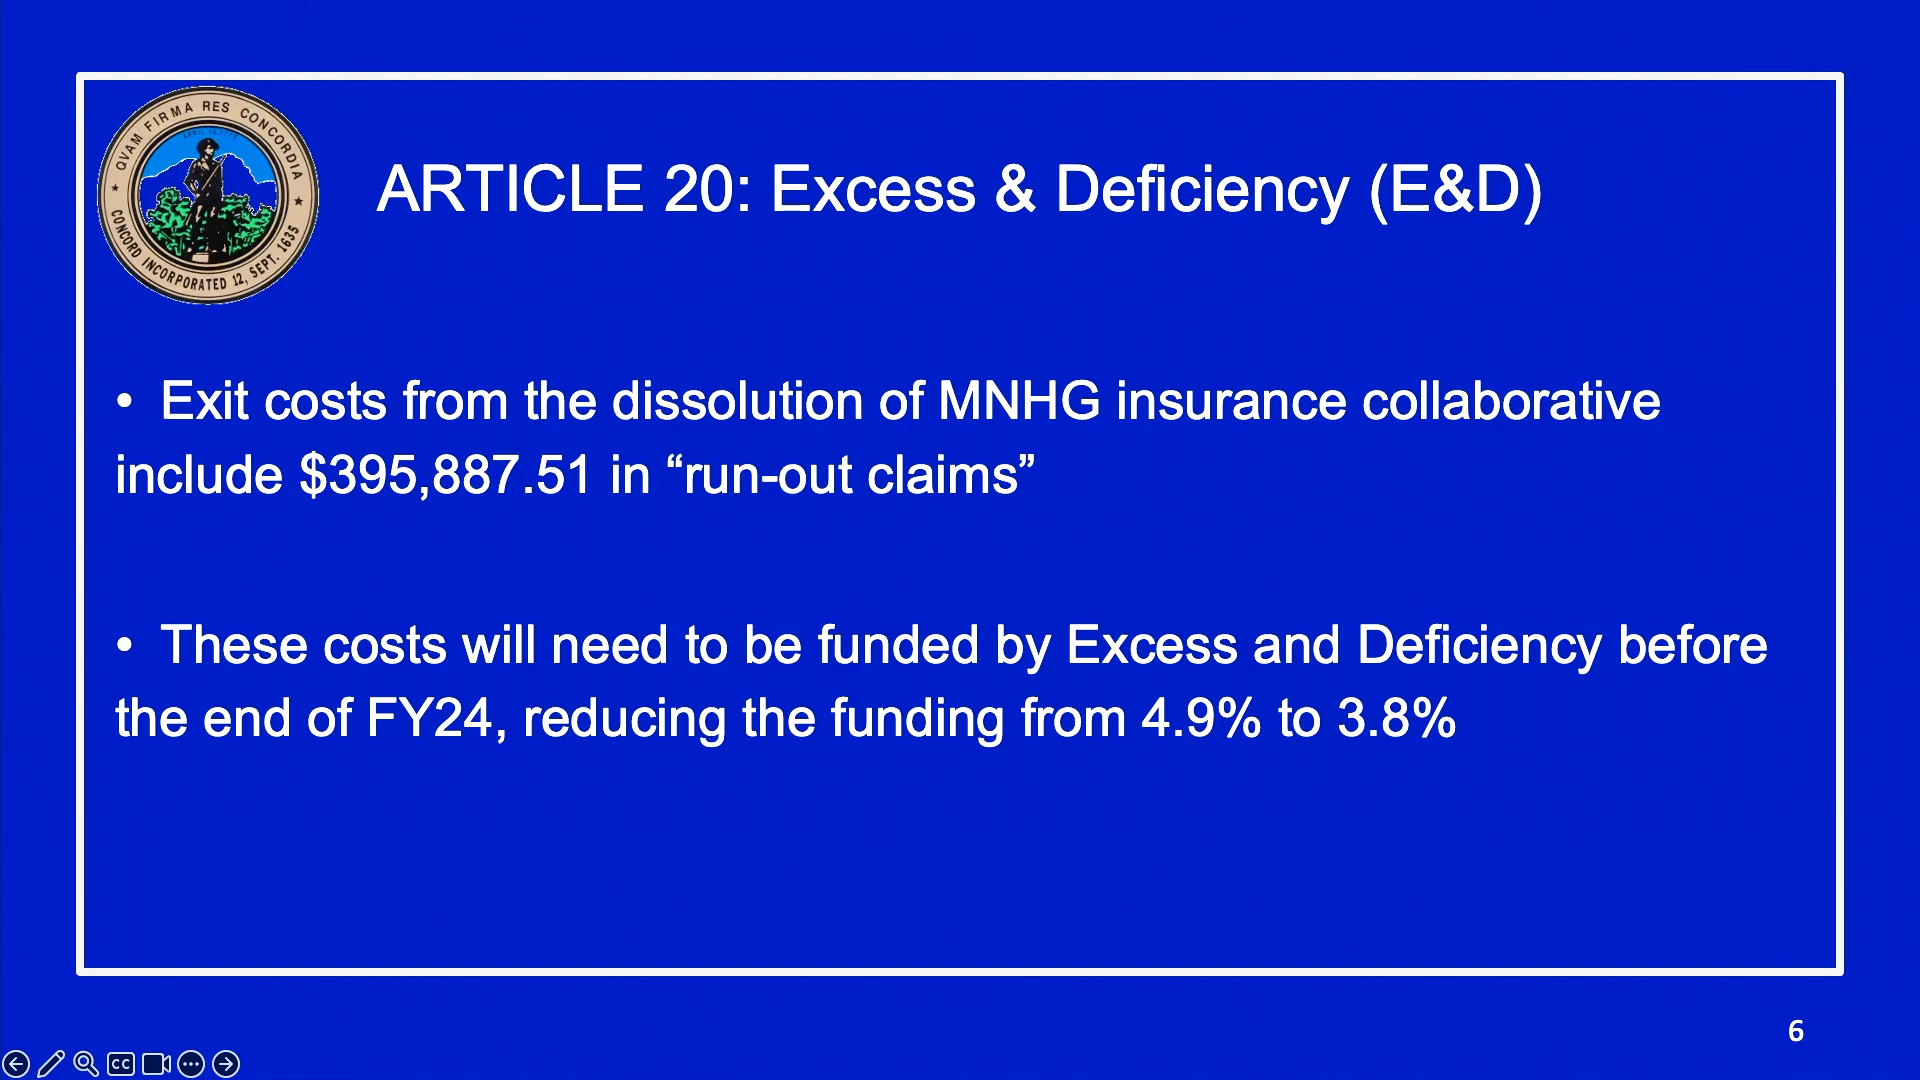 QVAM FIRMA RES CONCORDIA
CONCORD INCORPORATED 12, SEPT. 1635
ARTICLE 20: Excess & Deficiency (E&D)
• Exit costs from the dissolution of MNHG insurance collaborative
include $395,887.51 in “run-out claims”
• These costs will need to be funded by Excess and Deficiency before
the end of FY24, reducing the funding from 4.9% to 3.8%
6
CC